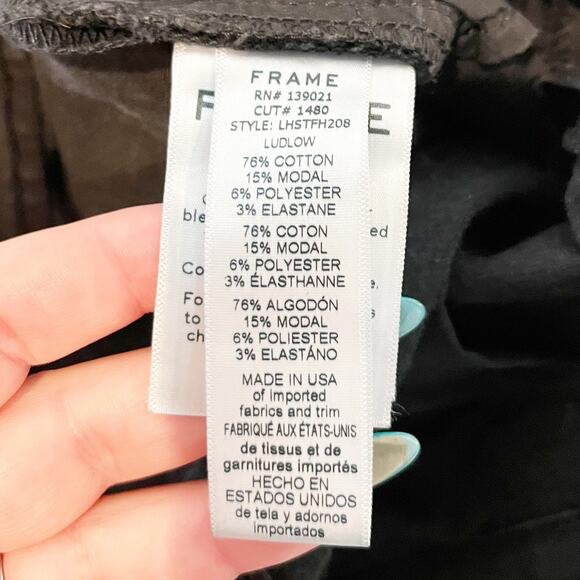 FRAME
RN# 139021
CUT# 1480
STYLE: LHSTFH208
LUDLOW
76% COTTON
15% MODAL
6% POLYESTER
3% ELASTANE
76% COTON
15% MODAL
6% POLYESTER
3% ÉLASTHANNE
76% ALGODÓN
15% MODAL
6% POLIESTER
3% ELASTÁNO
MADE IN USA
of imported
fabrics and trim
FABRIQUÉ AUX ÉTATS-UNIS
de tissus et de
garnitures importés
HECHO EN
ESTADOS UNIDOS
de tela y adornos
importados